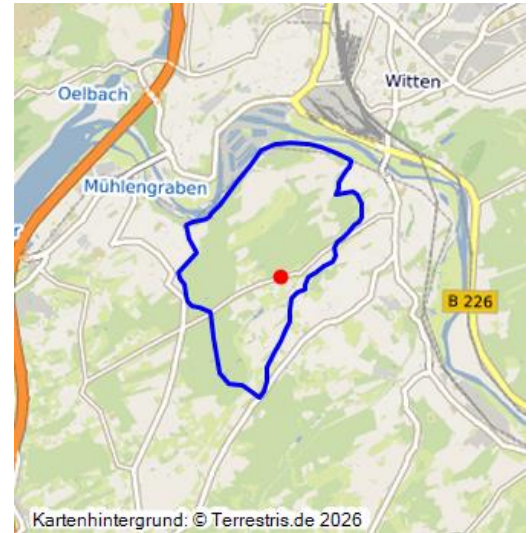 Witten
Oelbach
Mühlengraben
r
B 226
Kartenhintergrund: © Terrestris.de 2026